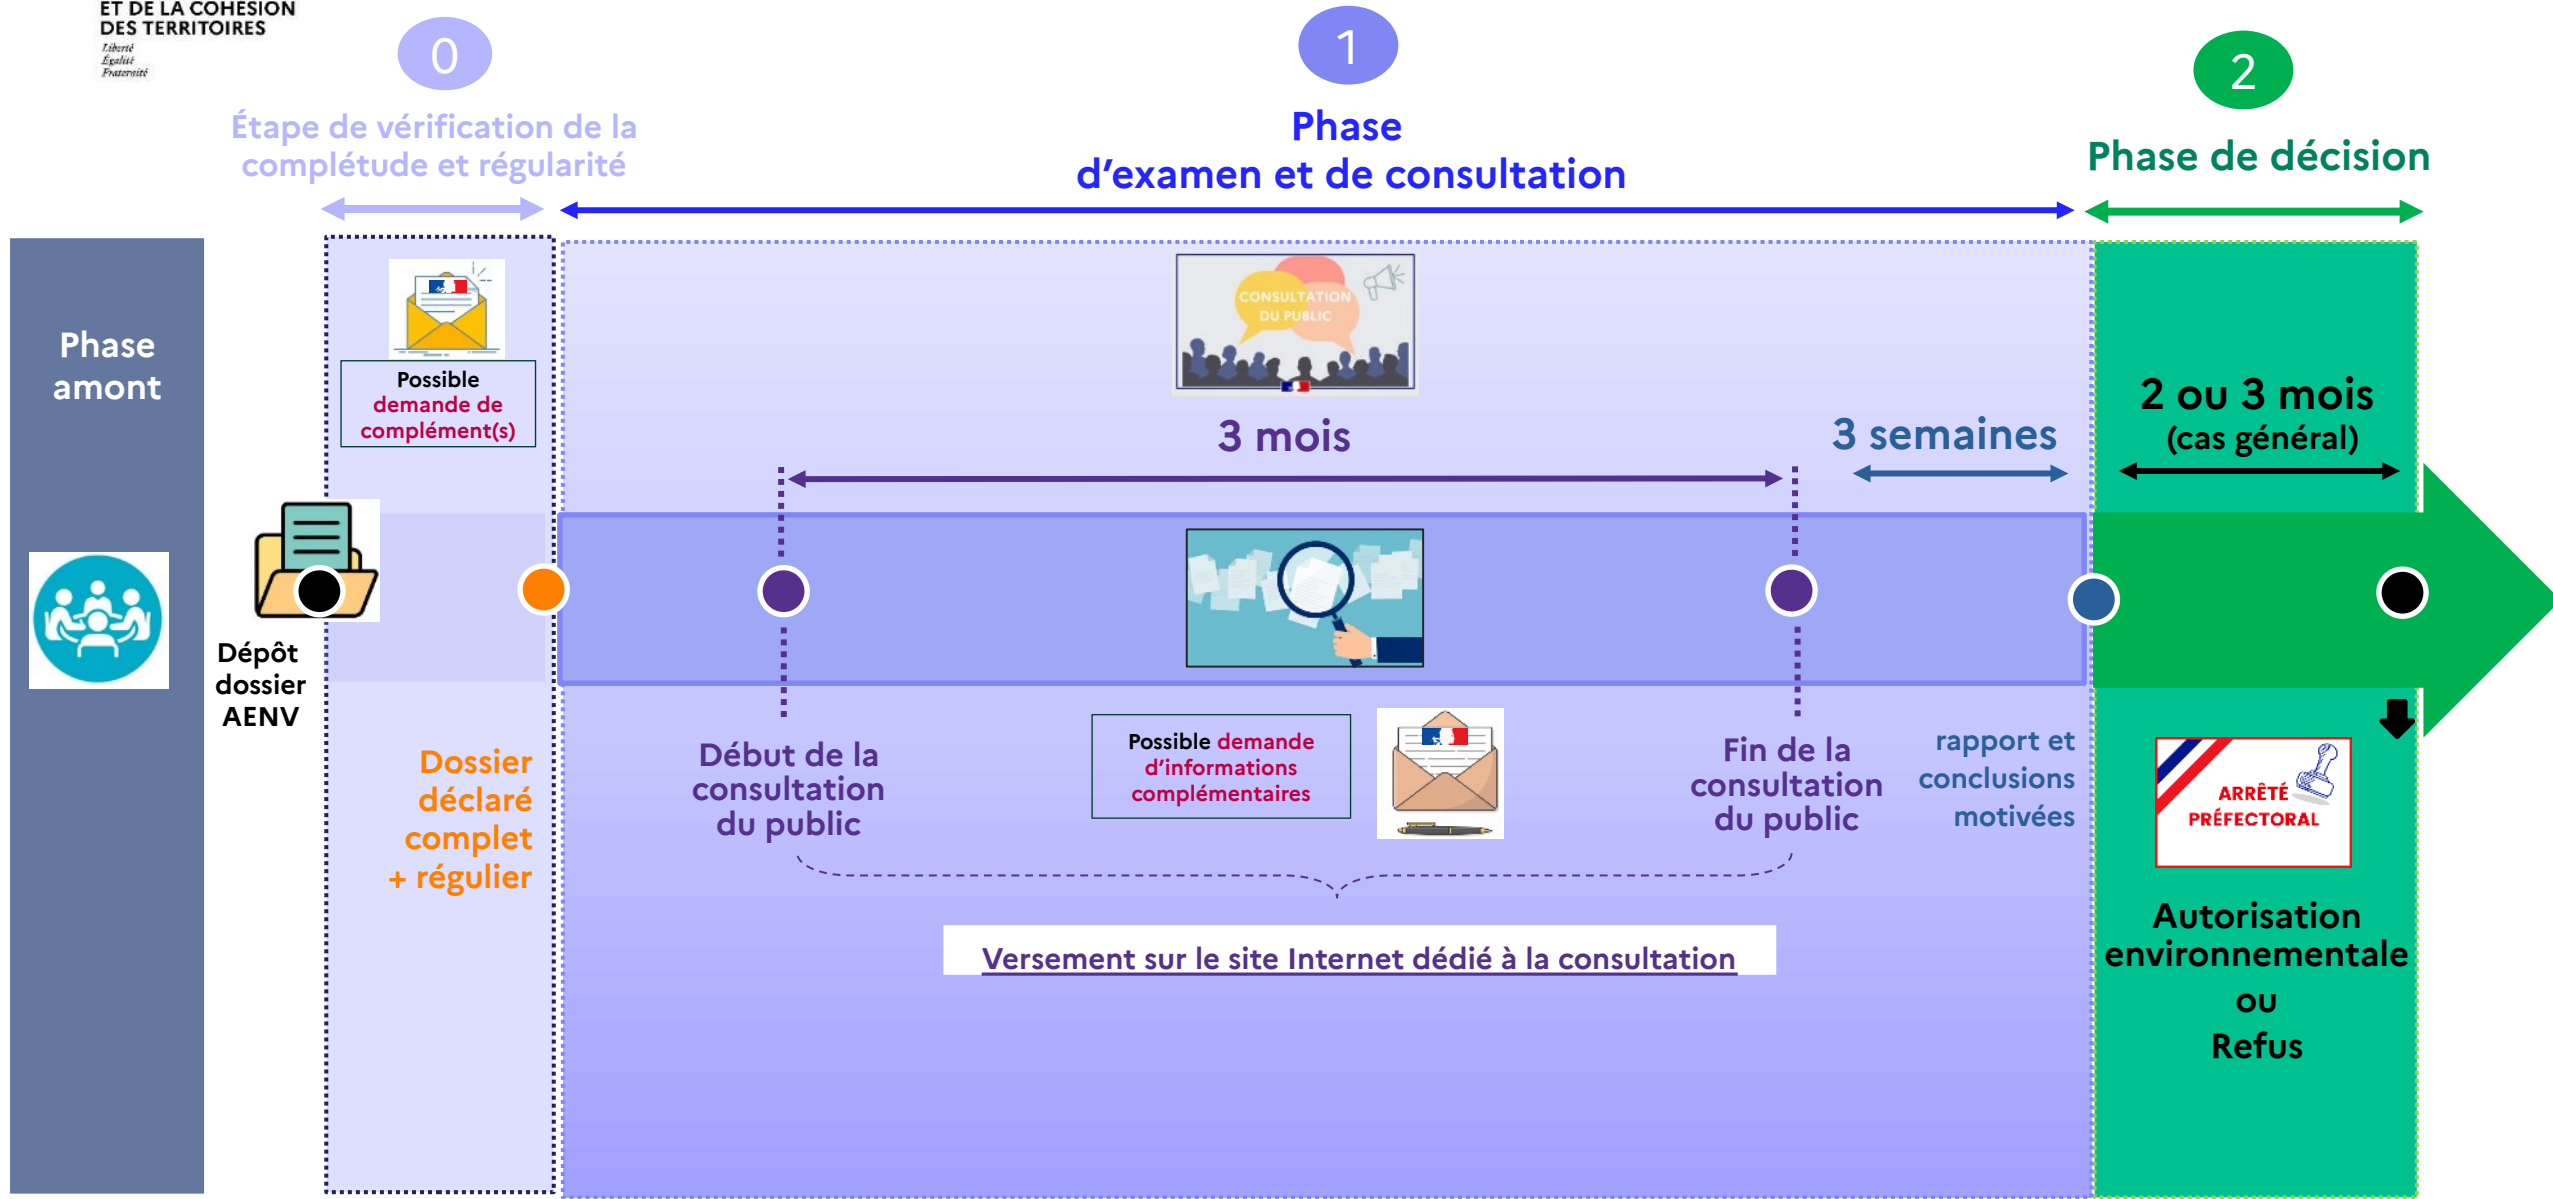 ET DE LA COHÉSION
DES TERRITOIRES
Liberté
Égalité
Fraternité
0
Étape de vérification de la
complétude et régularité
1
Phase
d'examen et de consultation
2
Phase de décision
Phase
amont
Possible
demande de
complément(s)
Dépôt
dossier
AENV
Dossier
déclaré
complet
+ régulier
CONSULTATION
DU PUBLIC
3 mois
3 semaines
Début de la
consultation
du public
Possible demande
d'informations
complémentaires
Fin de la
consultation
du public
rapport et
conclusions
motivées
Versement sur le site Internet dédié à la consultation
2 ou 3 mois
(cas général)
ARRÊTÉ
PRÉFECTORAL
Autorisation
environnementale
ou
Refus